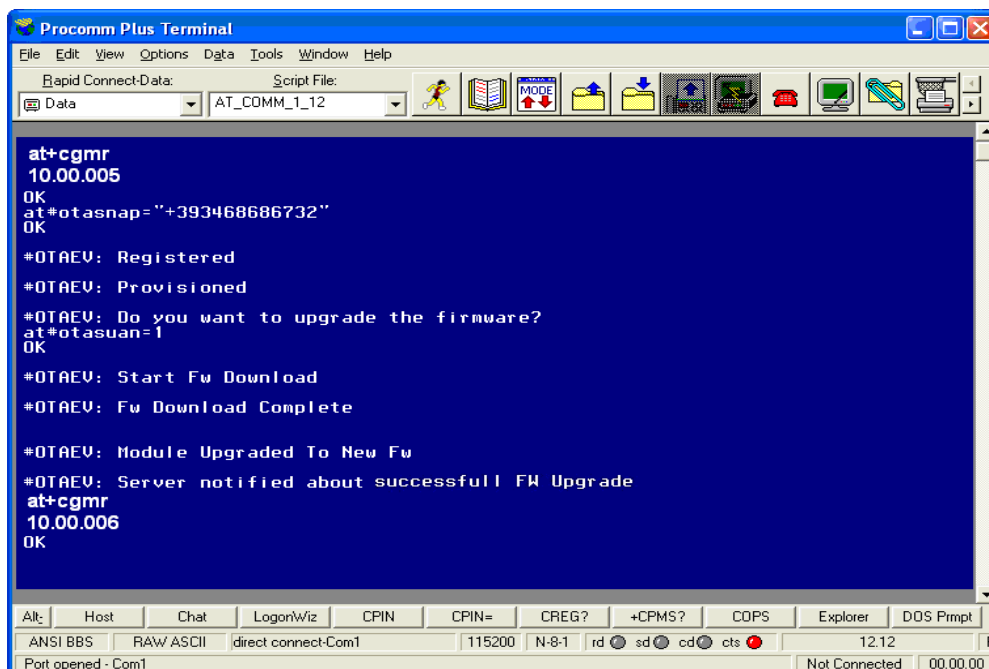 Procomm Plus Terminal
File Edit View Options Data Tools Window Help
Rapid Connect-Data: Script File:
Data AT_COMM_1_12
MODE
at+cgmr
10.00.005
OK
at#otasnap="+393468686732"
OK
#OTAEV: Registered
#OTAEV: Provisioned
#OTAEV: Do you want to upgrade the firmware?
at#otasuan=1
OK
#OTAEV: Start Fw Download
#OTAEV: Fw Download Complete
#OTAEV: Module Upgraded To New Fw
#OTAEV: Server notified about successfull FW Upgrade
at+cgmr
10.00.006
OK
Alt- Host Chat LogonWiz CPIN CPIN= CREG? +CPMS? COPS Explorer DOS Prmpt
ANSI BBS RAW ASCII direct connect-Com1 115200 N-8-1 rd sd cd cts 12.12
Port opened - Com1 Not Connected 00.00.00